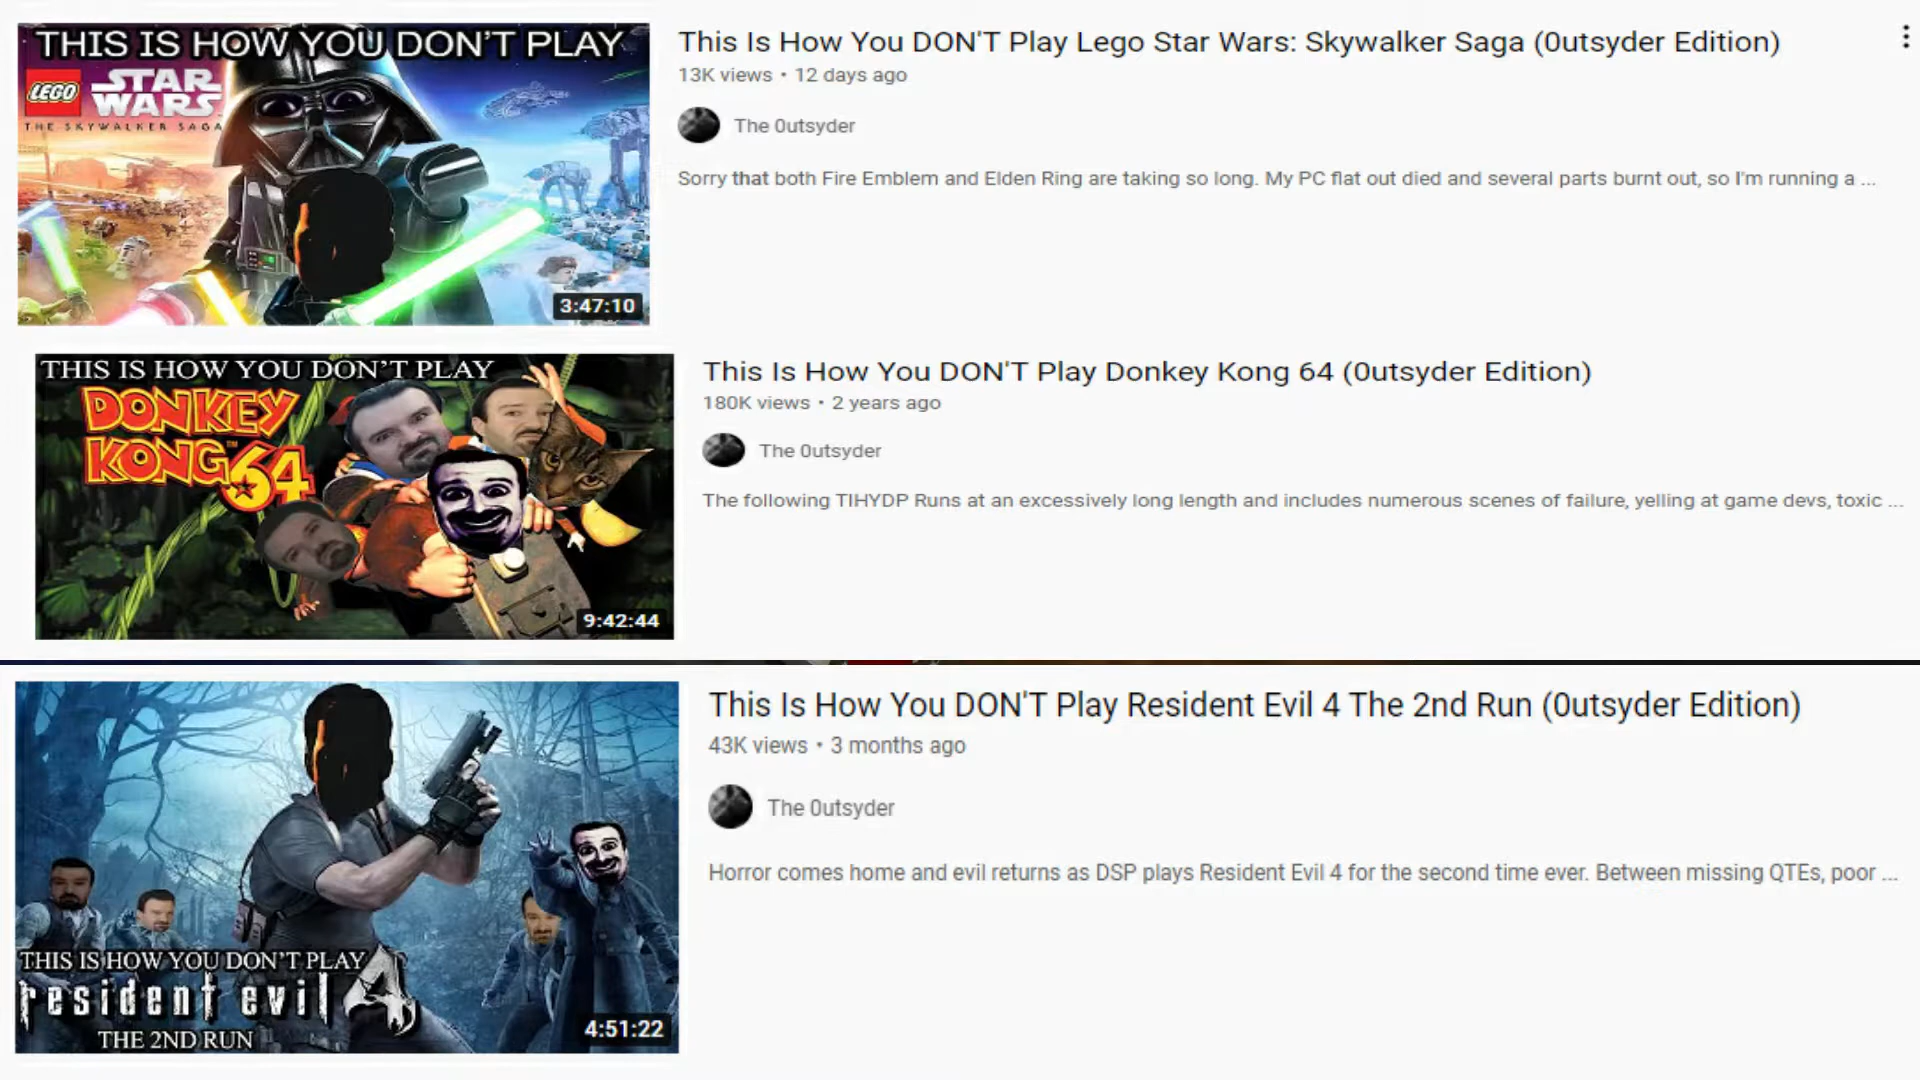 THIS IS HOW YOU DON'T PLAY
LEGO STAR WARS
THE SKYWALKER SAGA
3:47:10
This Is How You DON'T Play Lego Star Wars: Skywalker Saga (0utsyder Edition)
13K views • 12 days ago
The 0utsyder
Sorry that both Fire Emblem and Elden Ring are taking so long. My PC flat out died and several parts burnt out, so I'm running a ...
THIS IS HOW YOU DON'T PLAY
DONKEY
KONG™ 64
9:42:44
This Is How You DON'T Play Donkey Kong 64 (0utsyder Edition)
180K views • 2 years ago
The 0utsyder
The following TIHYDP Runs at an excessively long length and includes numerous scenes of failure, yelling at game devs, toxic ...
THIS IS HOW YOU DON'T PLAY
resident evil 4
THE 2ND RUN
4:51:22
This Is How You DON'T Play Resident Evil 4 The 2nd Run (0utsyder Edition)
43K views • 3 months ago
The 0utsyder
Horror comes home and evil returns as DSP plays Resident Evil 4 for the second time ever. Between missing QTEs, poor ...